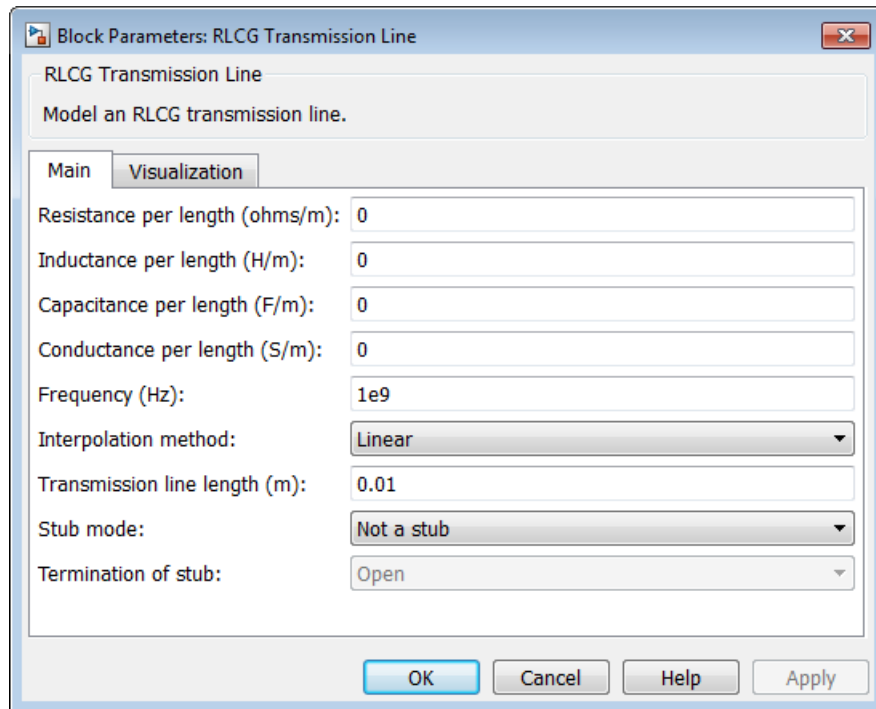 Block Parameters: RLCG Transmission Line
RLCG Transmission Line
Model an RLCG transmission line.
Main Visualization
Resistance per length (ohms/m): 0
Inductance per length (H/m): 0
Capacitance per length (F/m): 0
Conductance per length (S/m): 0
Frequency (Hz): 1e9
Interpolation method: Linear
Transmission line length (m): 0.01
Stub mode: Not a stub
Termination of stub: Open
OK Cancel Help Apply